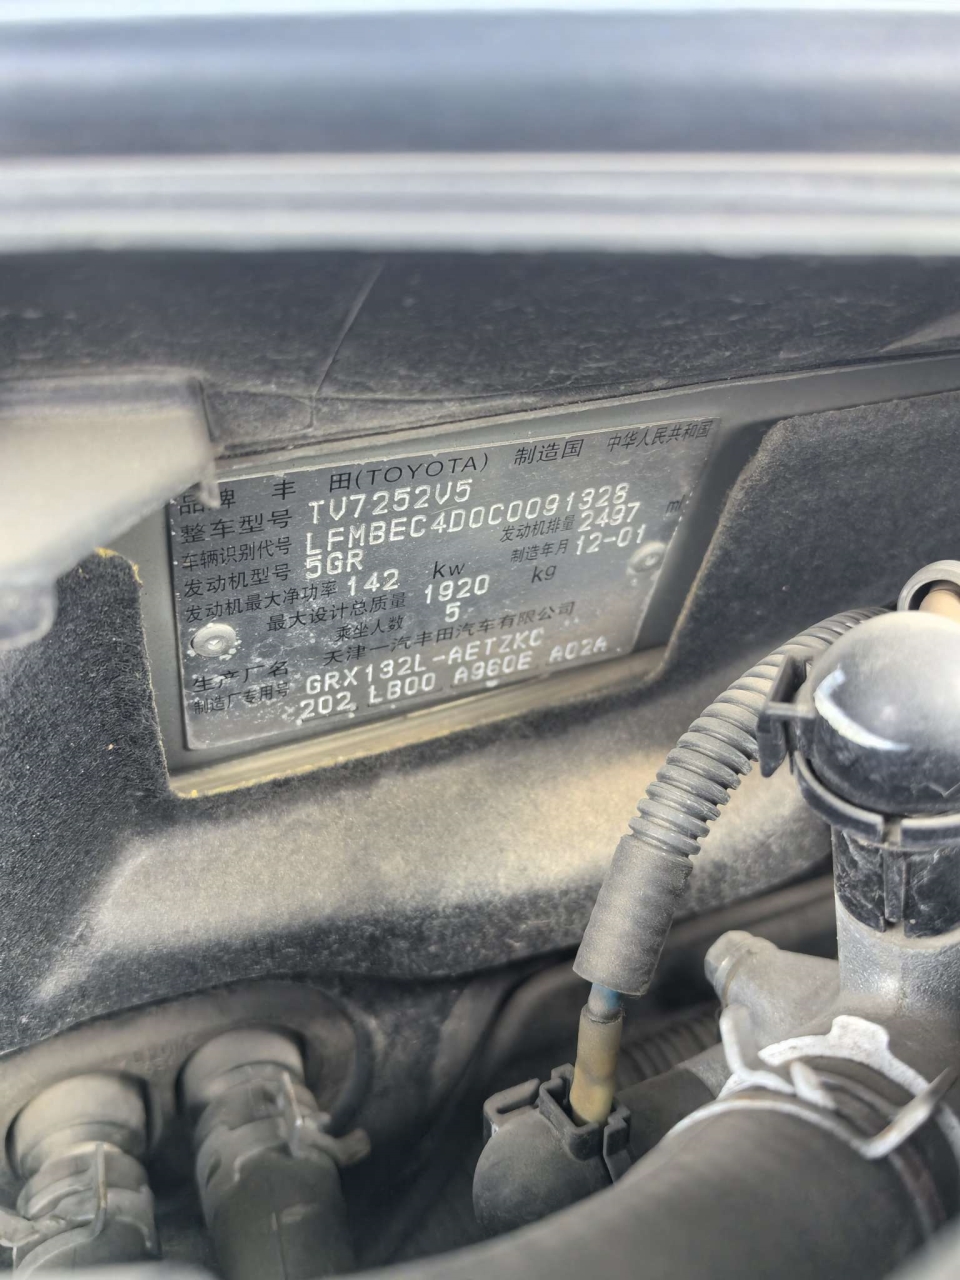 品牌 丰 田(TOYOTA) 制造国 中华人民共和国
整车型号 TV7252V5
车辆识别代号 LFMBEC4D0C0091328
发动机型号 5GR 发动机排量 2497 ml
发动机最大净功率 142 kw 制造年月 12-01
最大设计总质量 1920 kg
乘坐人数 5
生产厂名 天津一汽丰田汽车有限公司
制造厂专用号 GRX132L-AETZKC
202 LB00 A960E A02A